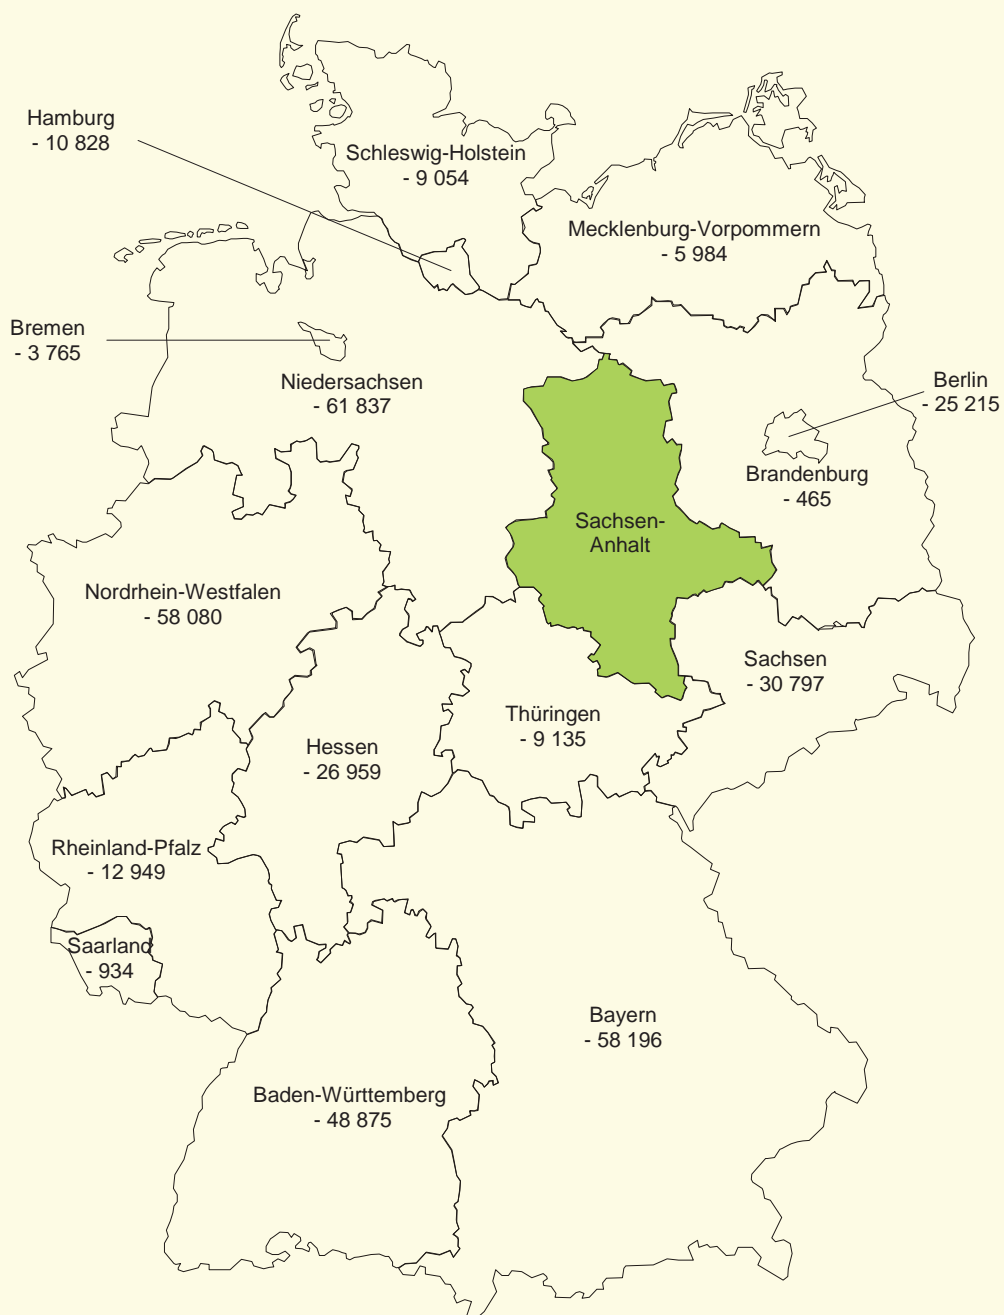 Hamburg
- 10 828
Schleswig-Holstein
- 9 054
Mecklenburg-Vorpommern
- 5 984
Bremen
- 3 765
Niedersachsen
- 61 837
Berlin
- 25 215
Brandenburg
- 465
Sachsen-
Anhalt
Nordrhein-Westfalen
- 58 080
Sachsen
- 30 797
Thüringen
- 9 135
Hessen
- 26 959
Rheinland-Pfalz
- 12 949
Saarland
- 934
Bayern
- 58 196
Baden-Württemberg
- 48 875